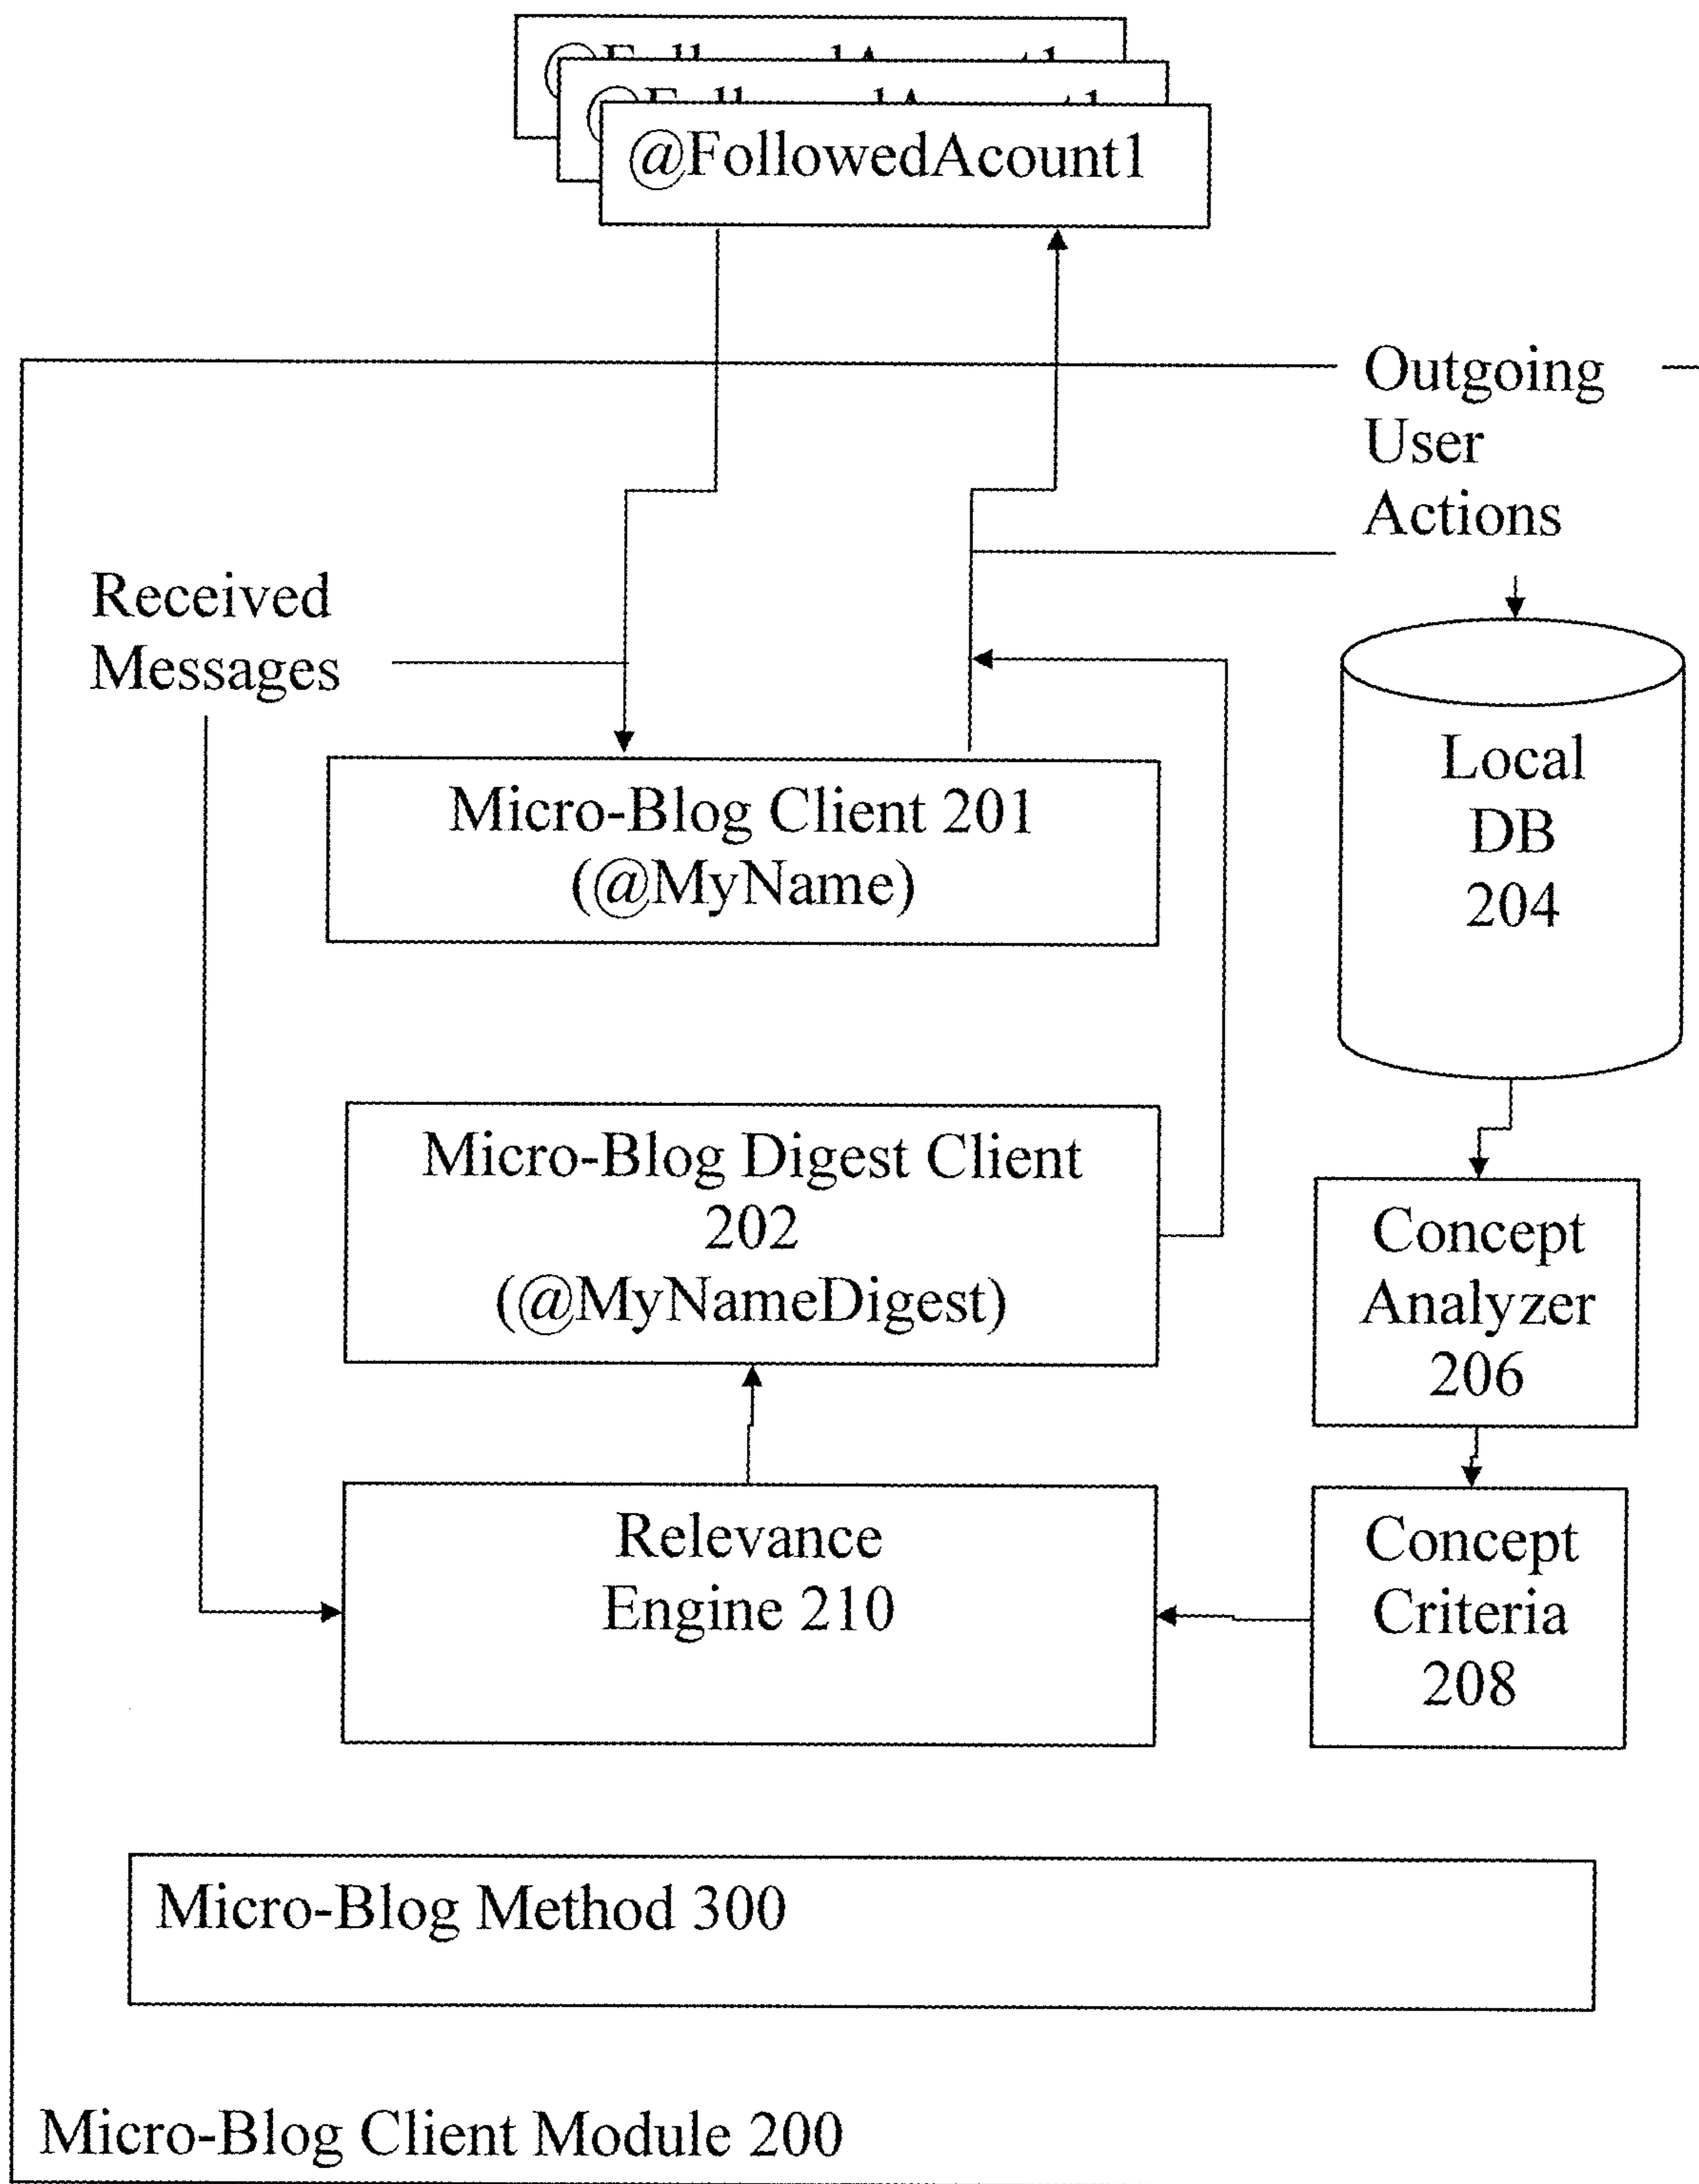 @FollowedAcount1
Outgoing
User
Actions
Received
Messages
Micro-Blog Client 201
(@MyName)
Local
DB
204
Micro-Blog Digest Client
202
(@MyNameDigest)
Concept
Analyzer
206
Relevance
Engine 210
Concept
Criteria
208
Micro-Blog Method 300
Micro-Blog Client Module 200